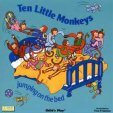 Ten Little Monkeys
jumping on the bed
Child's Play®